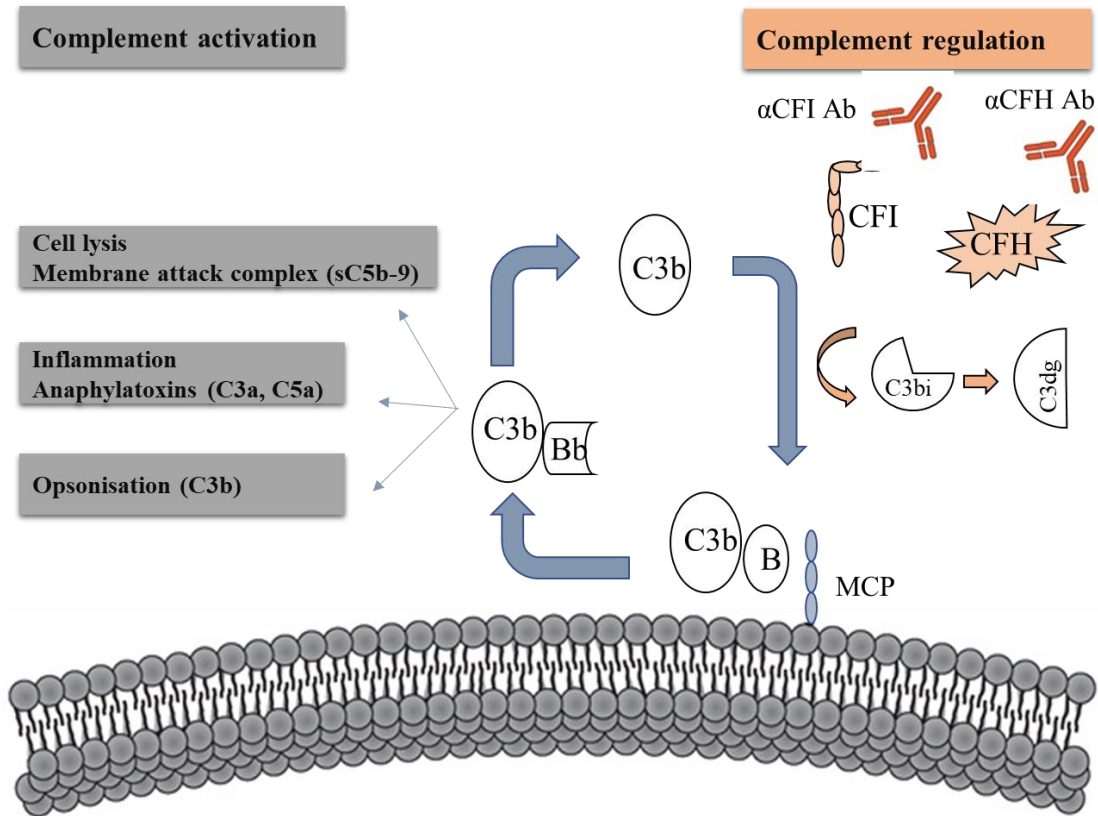 Complement activation
Complement regulation
αCFI Ab
αCFH Ab
CFI
CFH
Cell lysis
Membrane attack complex (sC5b-9)
C3b
Inflammation
Anaphylatoxins (C3a, C5a)
C3bi
C3dg
C3b
Bb
Opsonisation (C3b)
C3b
B
MCP